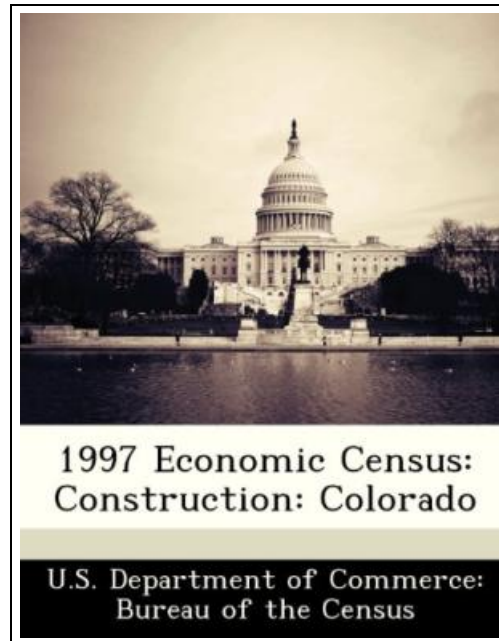 1997 Economic Census:
Construction: Colorado
U.S. Department of Commerce:
Bureau of the Census